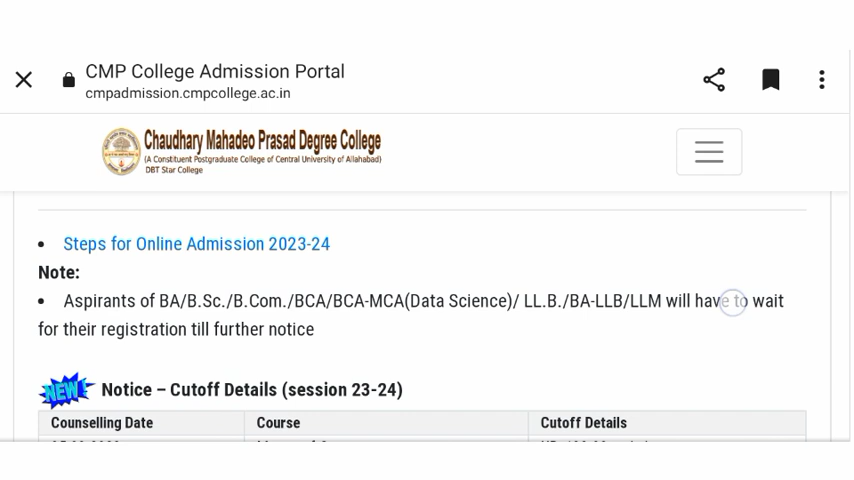 CMP College Admission Portal
cmpadmission.cmpcollege.ac.in
Chaudhary Mahadeo Prasad Degree College
(A Constituent Postgraduate College of Central University of Allahabad)
DBT Star College
• Steps for Online Admission 2023-24
Note:
• Aspirants of BA/B.Sc./B.Com./BCA/BCA-MCA(Data Science)/ LL.B./BA-LLB/LLM will have to wait
for their registration till further notice
NEW! Notice – Cutoff Details (session 23-24)
Counselling Date Course Cutoff Details